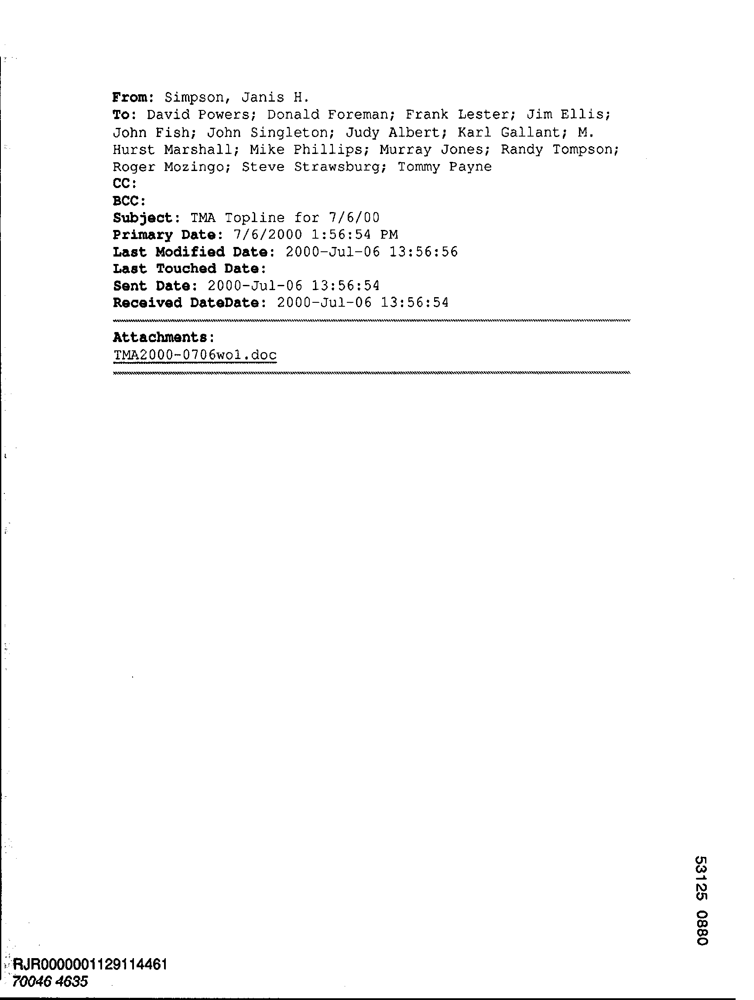 From: Simpson, Janis H.
To: David Powers; Donald Foreman; Frank Lester; Jim Ellis;
John Fish; John Singleton; Judy Albert; Karl Gallant; M.
Hurst Marshall; Mike Phillips; Murray Jones; Randy Tompson;
Roger Mozingo; Steve Strawsburg; Tommy Payne
CC:
BCC:
Subject: TMA Topline for 7/6/00
Primary Date: 7/6/2000 1:56:54 PM
Last Modified Date: 2000-Jul-06 13:56:56
Last Touched Date:
Sent Date: 2000-Jul-06 13:56:54
Received DateDate: 2000-Jul-06 13:56:54
Attachments:
TMA2000-0706wo1.doc
53125 0880
RJR0000001129114461
70046 4635